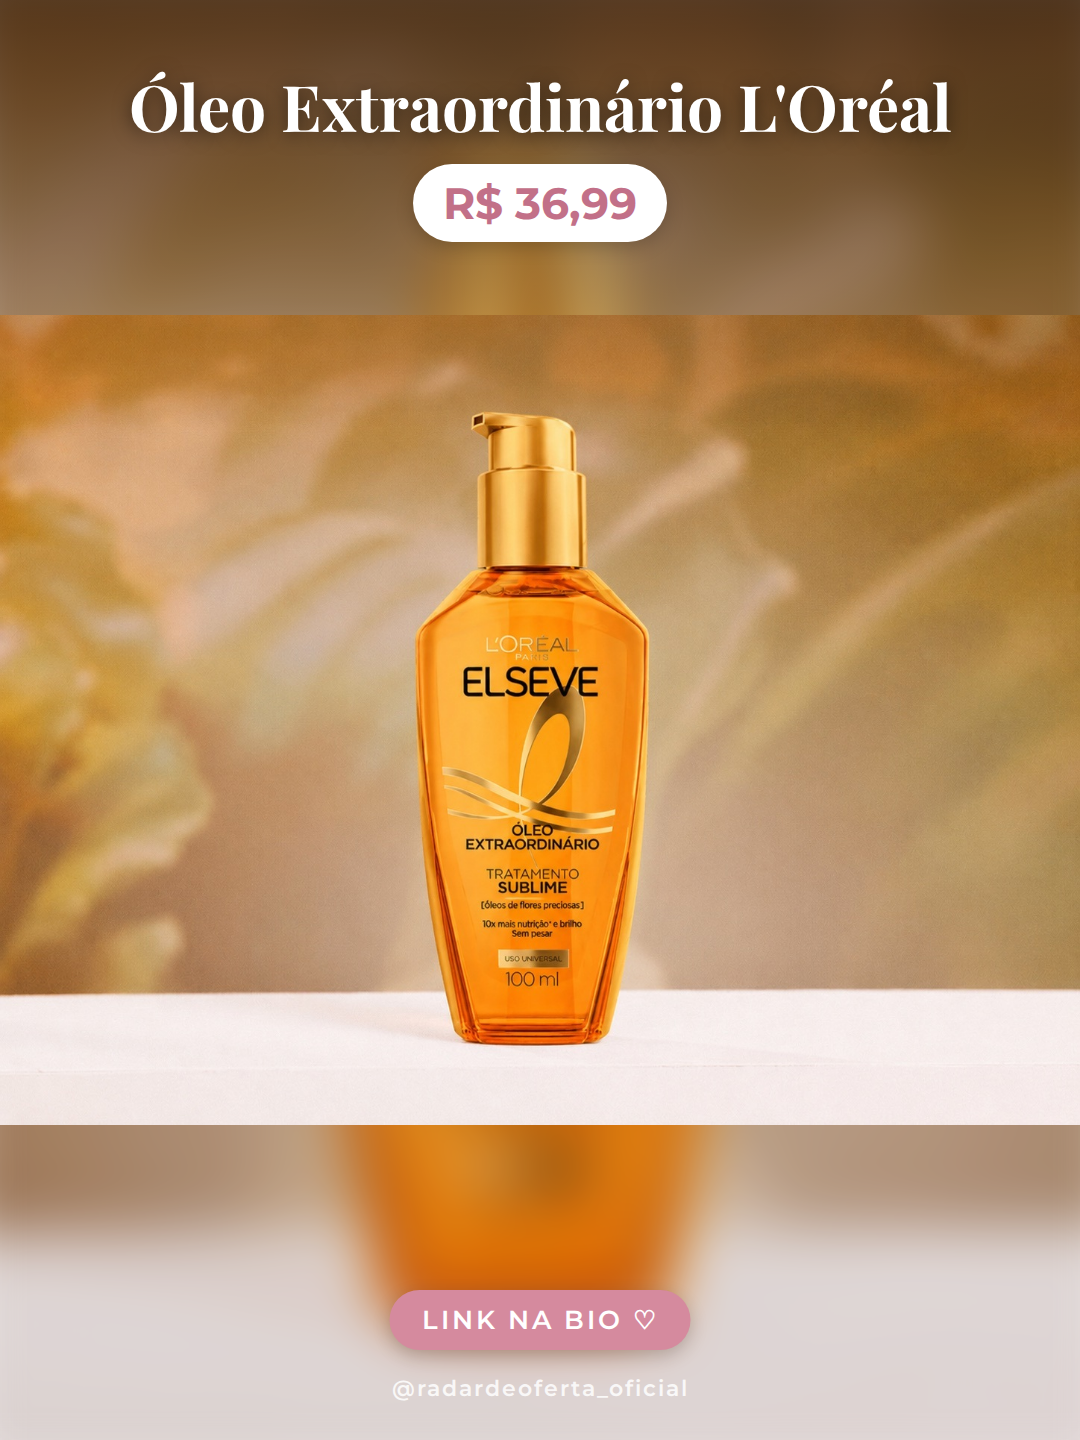 Óleo Extraordinário L'Oréal
R$ 36,99
L'ORÉAL
PARIS
ELSEVE
ÓLEO
EXTRAORDINÁRIO
TRATAMENTO
SUBLIME
[óleos de flores preciosas]
10x mais nutrição* e brilho
Sem pesar
USO UNIVERSAL
100 ml
LINK NA BIO ♡
@radardeoferta_oficial